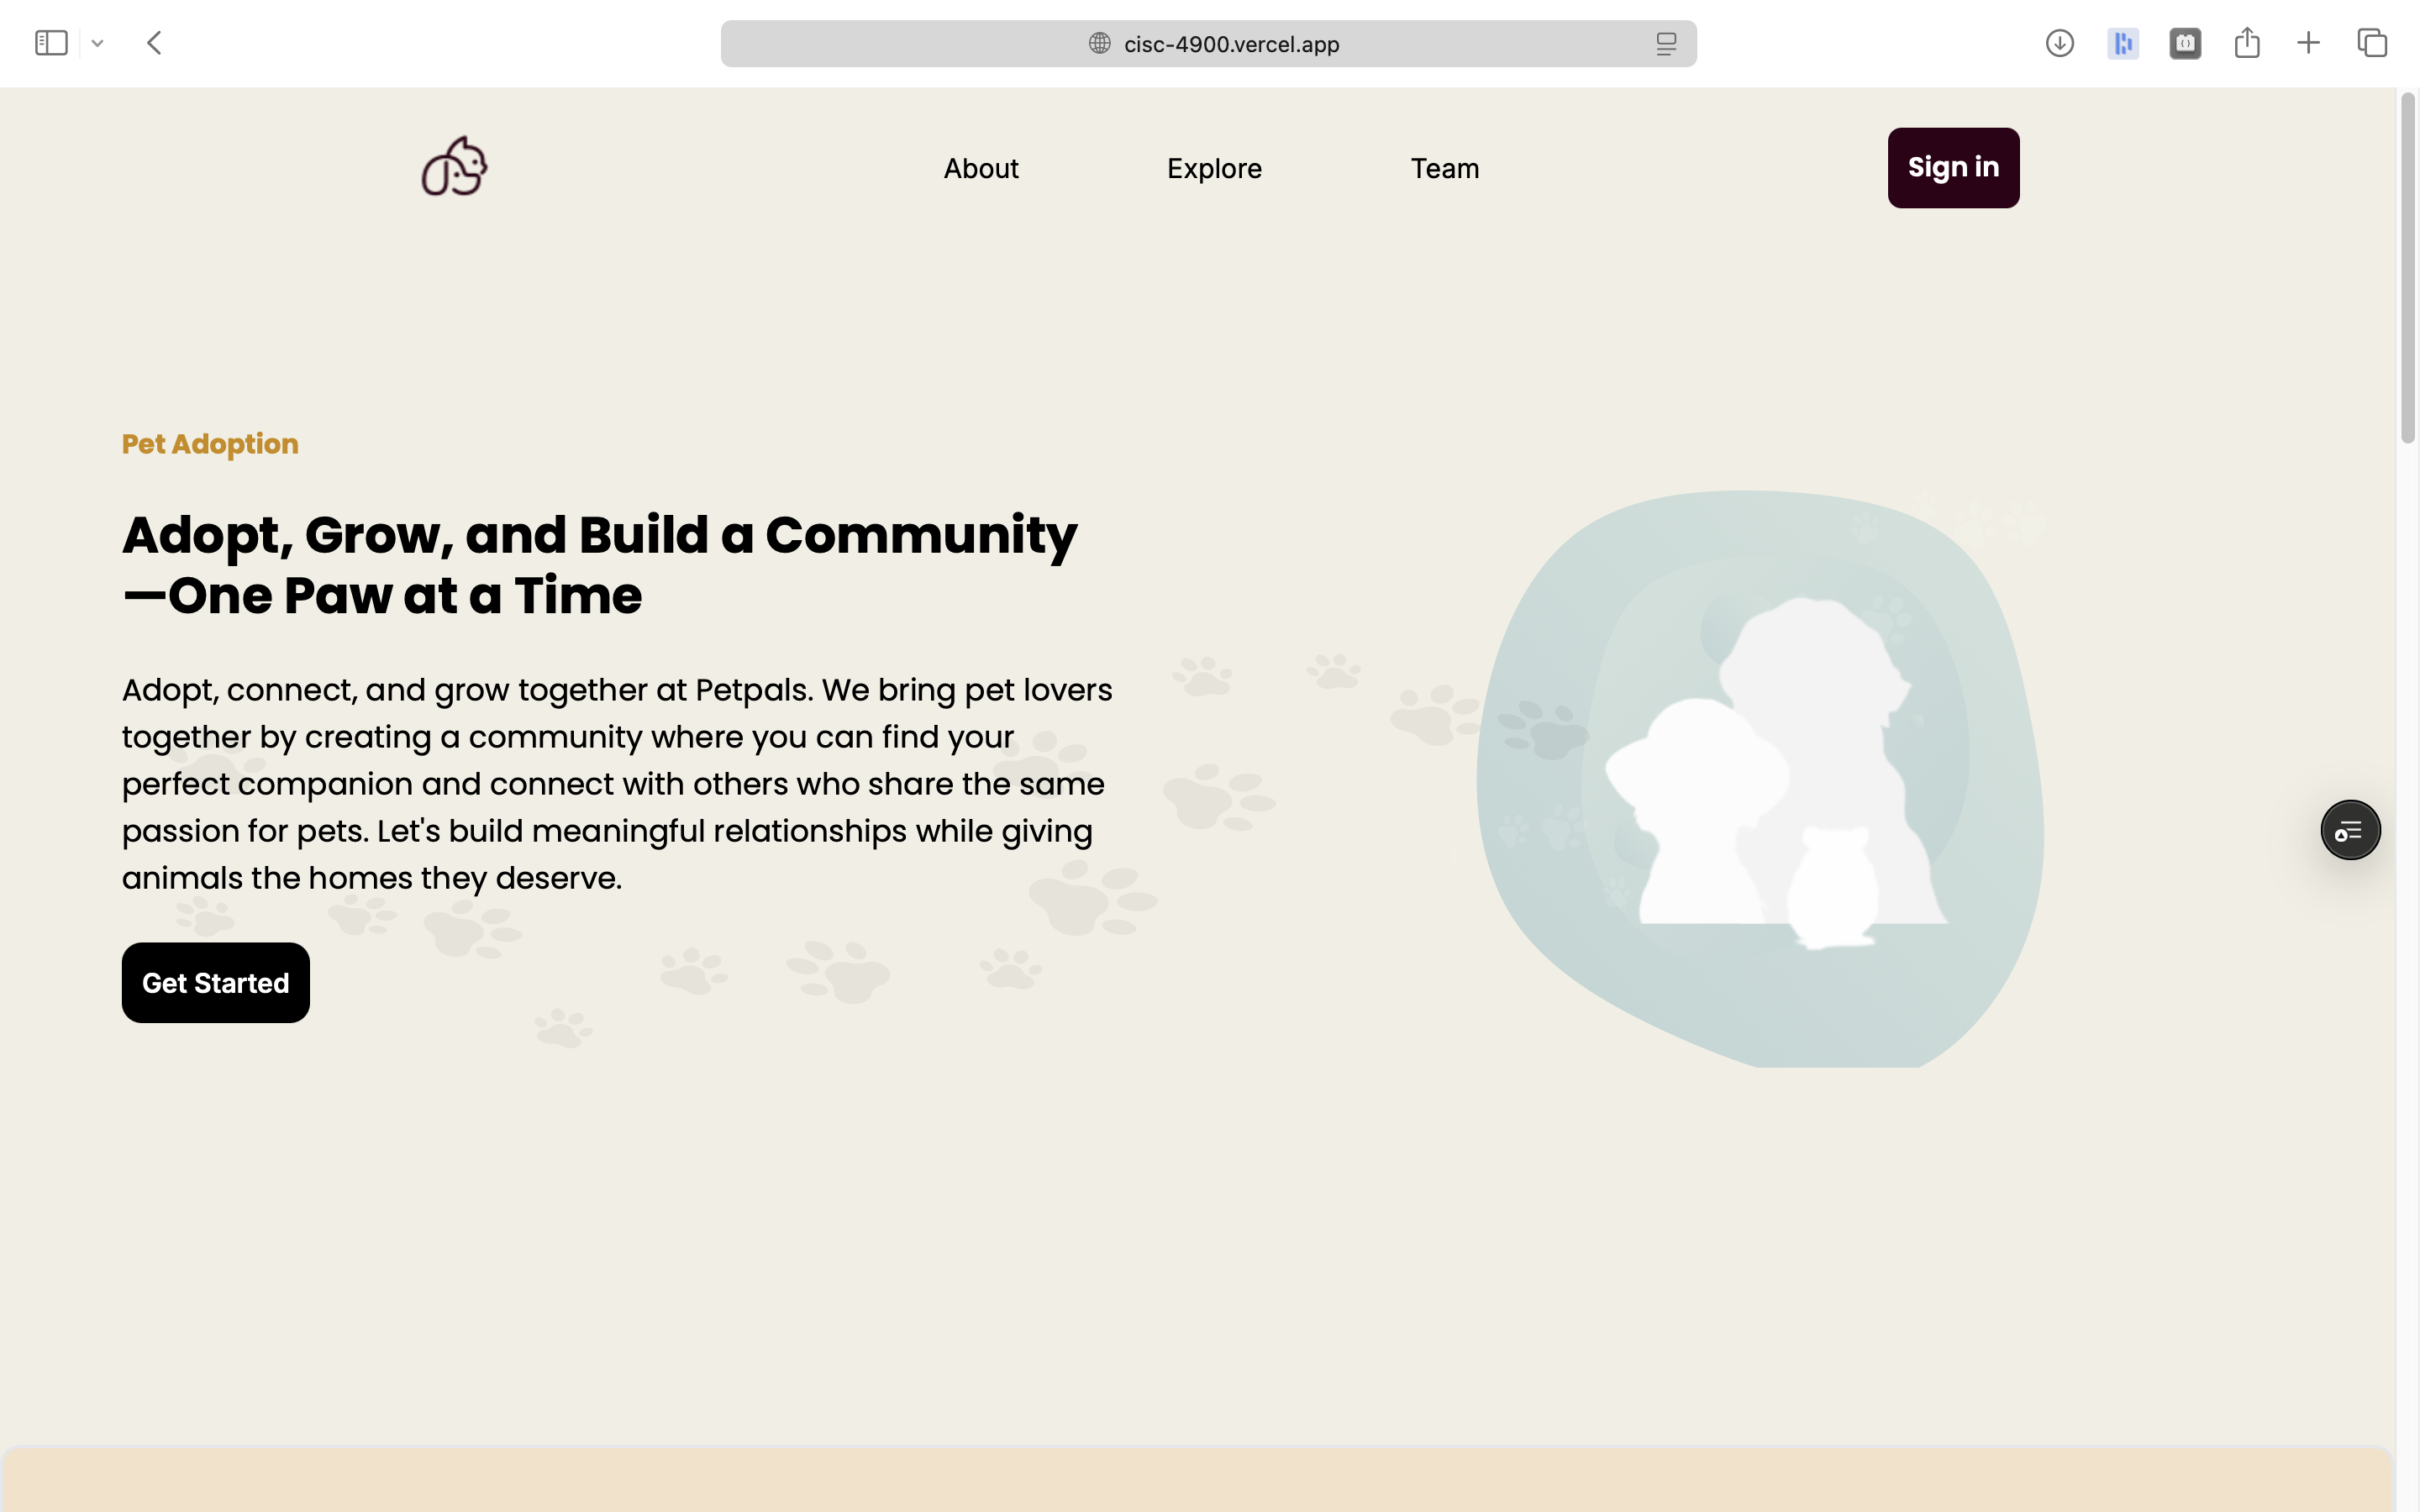 cisc-4900.vercel.app
About
Explore
Team
Sign in
Pet Adoption
Adopt, Grow, and Build a Community
—One Paw at a Time
Adopt, connect, and grow together at Petpals. We bring pet lovers
together by creating a community where you can find your
perfect companion and connect with others who share the same
passion for pets. Let's build meaningful relationships while giving
animals the homes they deserve.
Get Started